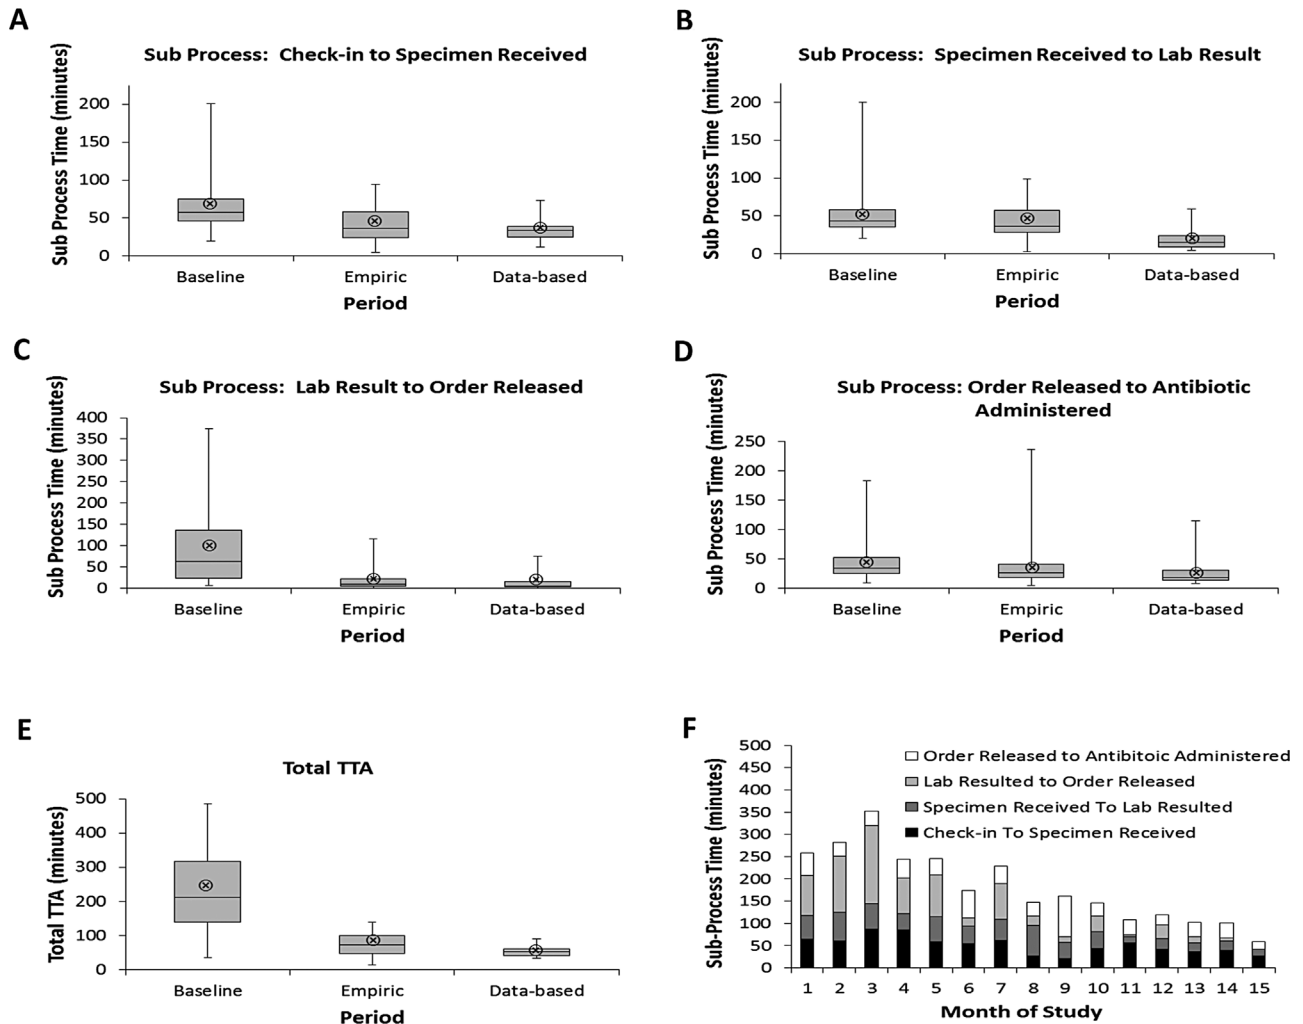 A
Sub Process: Check-in to Specimen Received
Sub Process Time (minutes)
200
150
100
50
0
Baseline Empiric Data-based
Period
B
Sub Process: Specimen Received to Lab Result
Sub Process Time (minutes)
200
150
100
50
0
Baseline Empiric Data-based
Period
C
Sub Process: Lab Result to Order Released
Sub Process Time (minutes)
400
350
300
250
200
150
100
50
0
Baseline Empiric Data-based
Period
D
Sub Process: Order Released to Antibiotic
Administered
Sub Process Time (minutes)
250
200
150
100
50
0
Baseline Empiric Data-based
Period
E
Total TTA
Total TTA (minutes)
500
400
300
200
100
0
Baseline Empiric Data-based
Period
F
Sub-Process Time (minutes)
500
450
400
350
300
250
200
150
100
50
0
Order Released to Antibitoic Administered
Lab Resulted to Order Released
Specimen Received To Lab Resulted
Check-in To Specimen Received
1 2 3 4 5 6 7 8 9 10 11 12 13 14 15
Month of Study